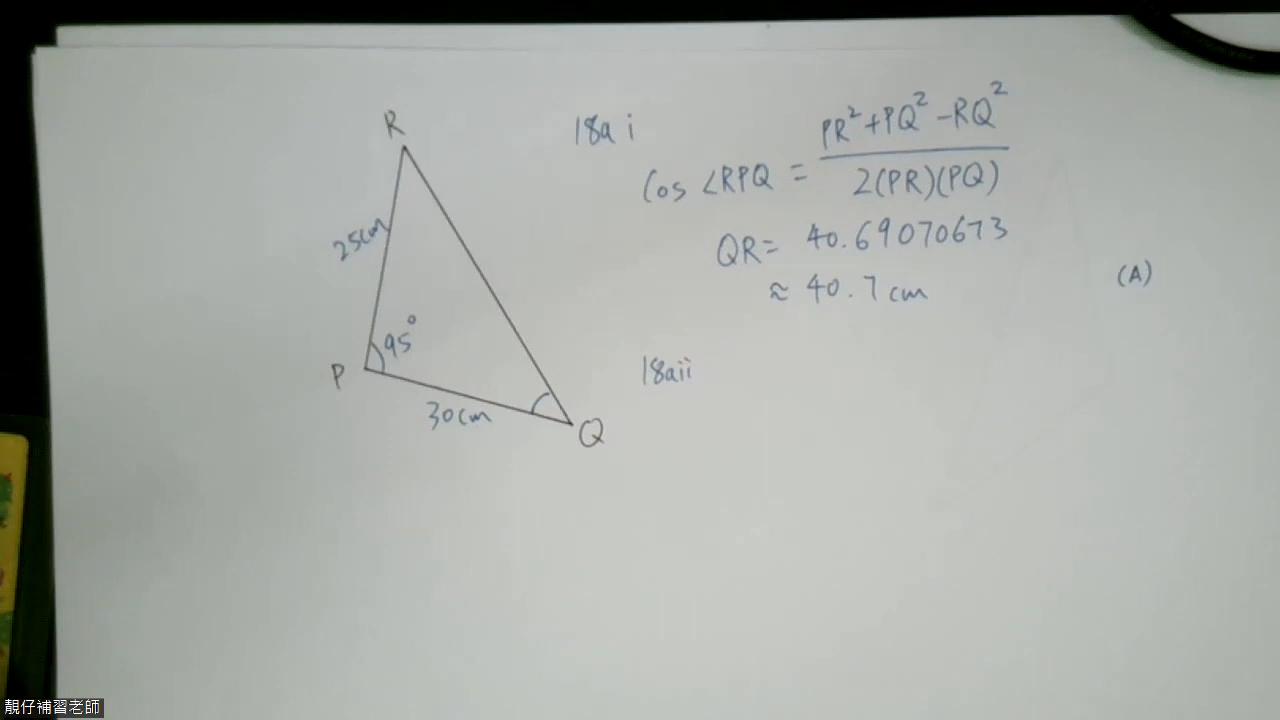 R
25cm
95°
P
30cm
Q
18a i
cos ∠RPQ = (PR²+PQ²-RQ²)/(2(PR)(PQ))
QR= 40.69070673
≈ 40.7 cm
(A)
18aii
靚仔補習老師